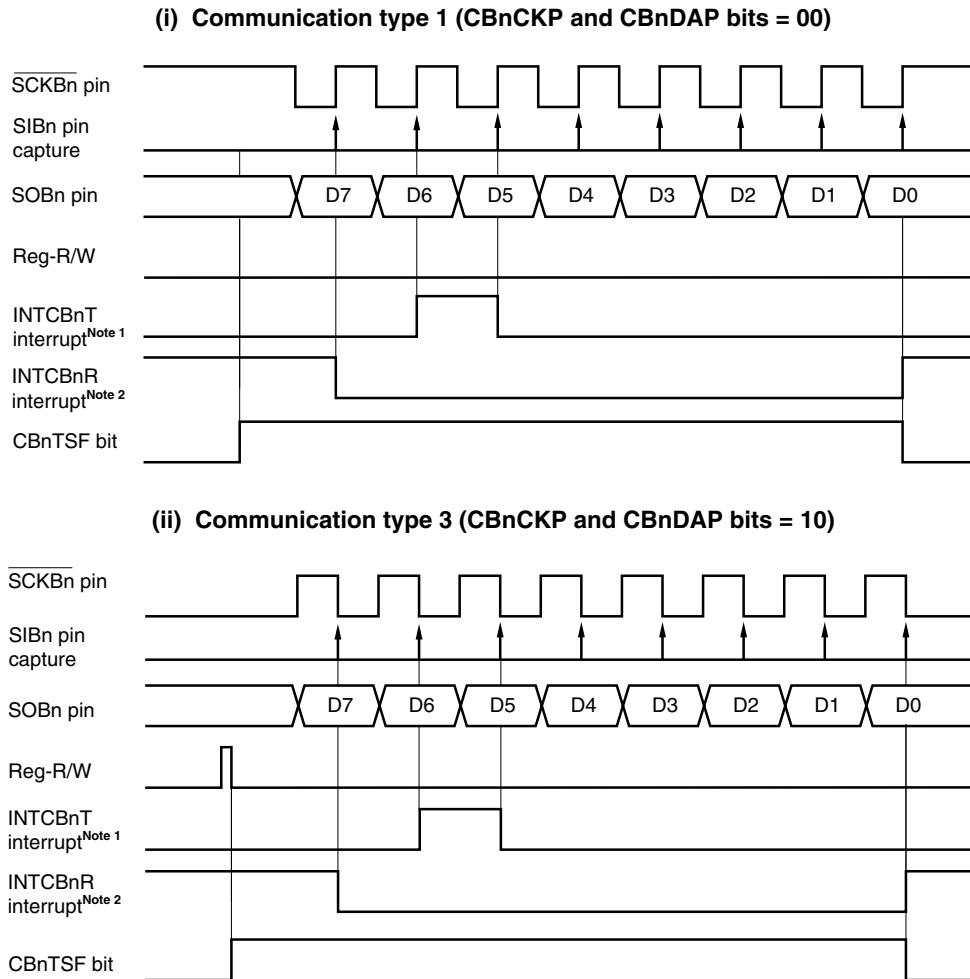 (i) Communication type 1 (CBnCKP and CBnDAP bits = 00)
SCKBn pin
SIBn pin
capture
SOBn pin
D7 D6 D5 D4 D3 D2 D1 D0
Reg-R/W
INTCBnT
interruptNote 1
INTCBnR
interruptNote 2
CBnTSF bit
(ii) Communication type 3 (CBnCKP and CBnDAP bits = 10)
SCKBn pin
SIBn pin
capture
SOBn pin
D7 D6 D5 D4 D3 D2 D1 D0
Reg-R/W
INTCBnT
interruptNote 1
INTCBnR
interruptNote 2
CBnTSF bit